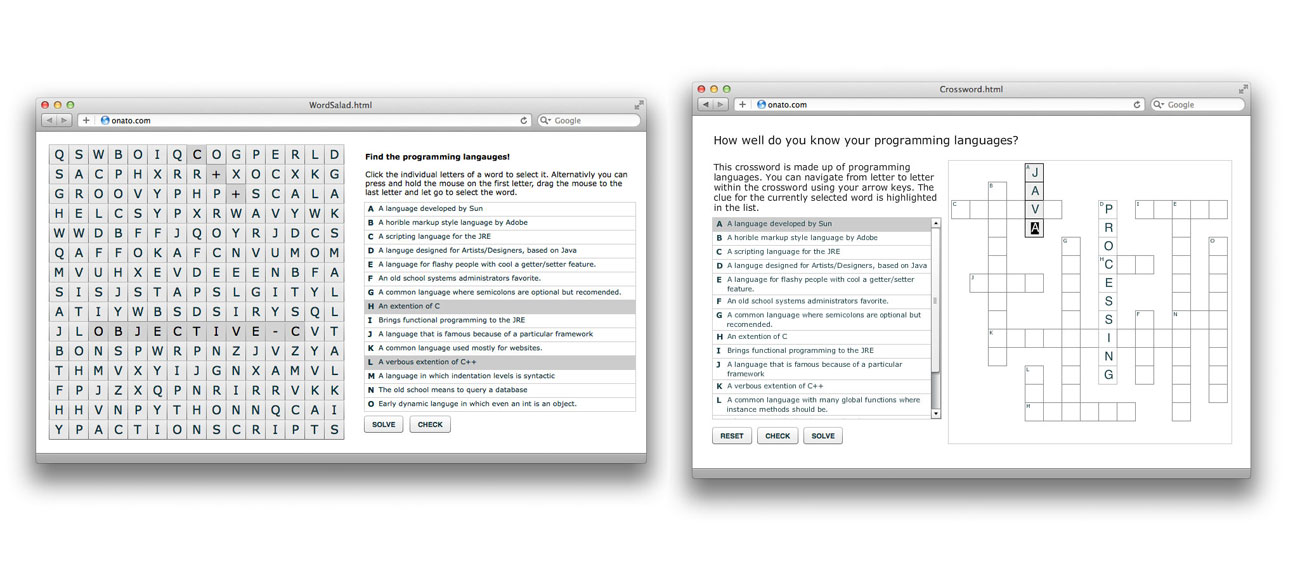 WordSalad.html
onato.com
Google
Q S W B O I Q C O G P E R L D
S A C P H X R R + X O C X K G
G R O O V Y P H P + S C A L A
H E L C S Y P X R W A V Y W K
W W D B F F J Q O Y R J D C S
Q A F F O K A F C N V U M O M
M V U H X E V D E E E N B F A
S I S J S T A P S L G I T Y L
A T I Y W B S D S I R Y S Q L
J L O B J E C T I V E - C V T
B O N S P W R P N Z J V Z Y A
T H M V X Y I J G N X A M V L
F P J Z X Q P N R I R R V K K
H H V N P Y T H O N N Q C A I
Y P A C T I O N S C R I P T S
Find the programming langauges!
Click the individual letters of a word to select it. Alternativly you can
press and hold the mouse on the first letter, drag the mouse to the
last letter and let go to select the word.
A A language developed by Sun
B A horible markup style language by Adobe
C A scripting language for the JRE
D A languge designed for Artists/Designers, based on Java
E A language for flashy people with cool a getter/setter feature.
F An old school systems administrators favorite.
G A common language where semicolons are optional but recomended.
H An extention of C
I Brings functional programming to the JRE
J A language that is famous because of a particular framework
K A common language used mostly for websites.
L A verbous extention of C++
M A language in which indentation levels is syntactic
N The old school means to query a database
O Early dynamic languge in which even an int is an object.
SOLVE CHECK
Crossword.html
onato.com
Google
How well do you know your programming languages?
This crossword is made up of programming
languages. You can navigate from letter to letter
within the crossword using your arrow keys. The
clue for the currently selected word is highlighted
in the list.
A A language developed by Sun
B A horible markup style language by Adobe
C A scripting language for the JRE
D A languge designed for Artists/Designers, based on Java
E A language for flashy people with cool a getter/setter
feature.
F An old school systems administrators favorite.
G A common language where semicolons are optional but
recomended.
H An extention of C
I Brings functional programming to the JRE
J A language that is famous because of a particular
framework
K A verbous extention of C++
L A common language with many global functions where
instance methods should be.
RESET CHECK SOLVE
A J
B A
C V D P I E
A R
G O O
H C
J E
S
F S N
K I
N
L G
M